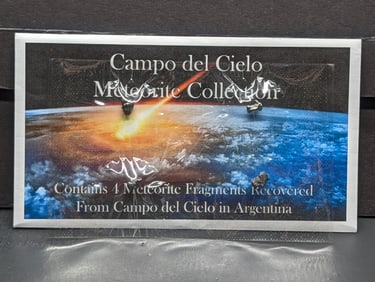 Campo del Cielo
Meteorite Collection
Contains 4 Meteorite Fragments Recovered
From Campo del Cielo in Argentina